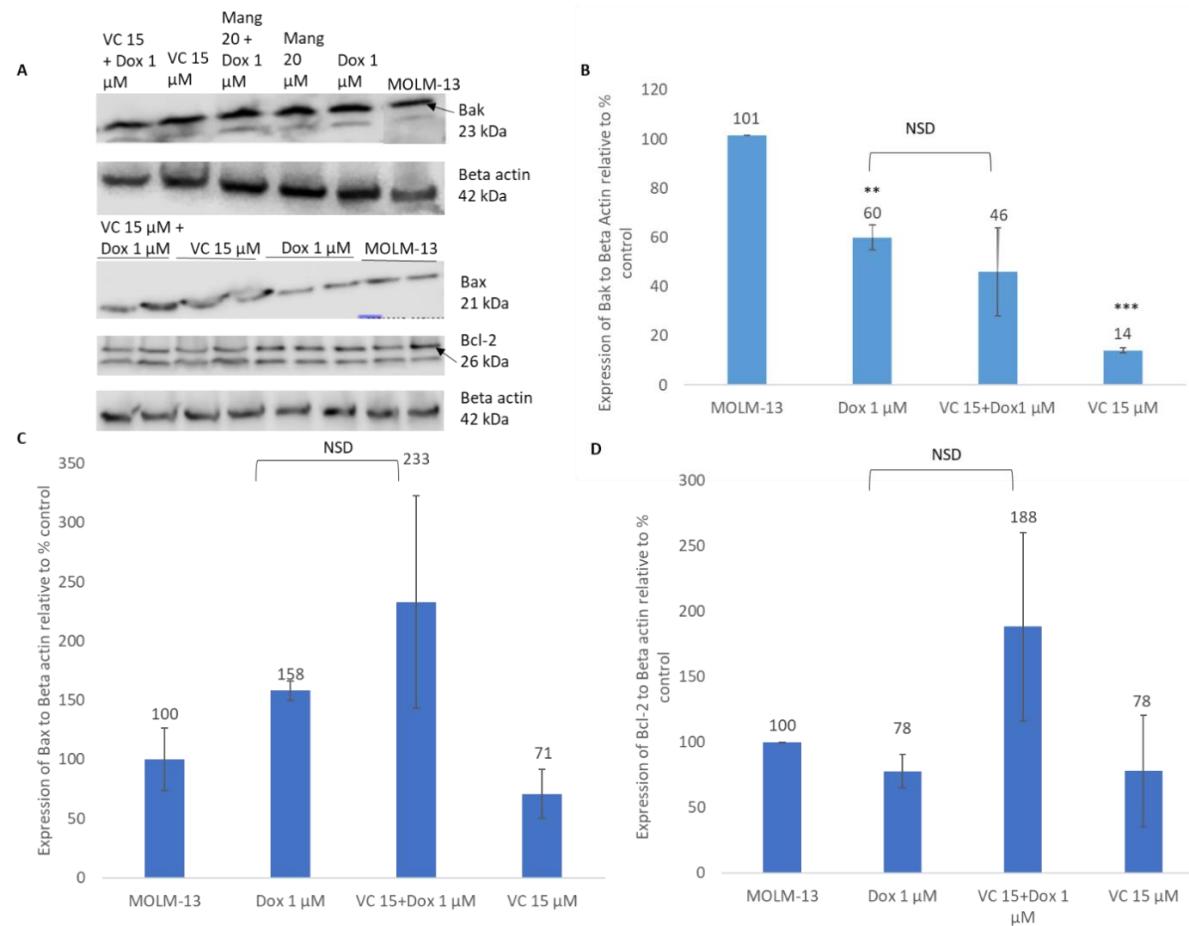 A
VC 15
+ Dox 1
µM
VC 15
µM
Mang
20 +
Dox 1
µM
Mang
20
µM
Dox 1
µM
MOLM-13
Bak
23 kDa
Beta actin
42 kDa
VC 15 µM +
Dox 1 µM
VC 15 µM
Dox 1 µM
MOLM-13
Bax
21 kDa
Bcl-2
26 kDa
Beta actin
42 kDa
B
Expression of Bak to Beta Actin relative to %
control
120
100
80
60
40
20
0
101
**
60
NSD
46
***
14
MOLM-13
Dox 1 µM
VC 15+Dox1 µM
VC 15 µM
C
Expression of Bax to Beta actin relative to % control
350
300
250
200
150
100
50
0
NSD
100
158
233
71
MOLM-13
Dox 1 µM
VC 15+Dox 1 µM
VC 15 µM
D
Expression of Bcl-2 to Beta actin relative to %
control
300
250
200
150
100
50
0
NSD
100
78
188
78
MOLM-13
Dox 1 µM
VC 15+Dox 1
µM
VC 15 µM